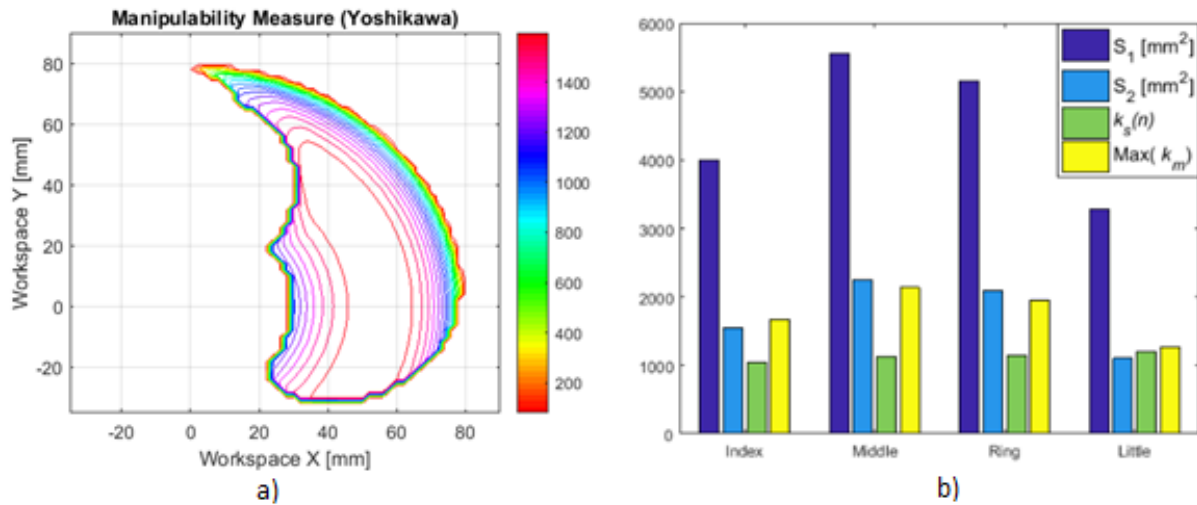 Manipulability Measure (Yoshikawa)
Workspace Y [mm]
80
60
40
20
0
-20
-20
0
20
40
60
80
Workspace X [mm]
1400
1200
1000
800
600
400
200
a)
6000
5000
4000
3000
2000
1000
0
S₁ [mm²]
S₂ [mm²]
kₛ(n)
Max( kₘ)
Index
Middle
Ring
Little
b)